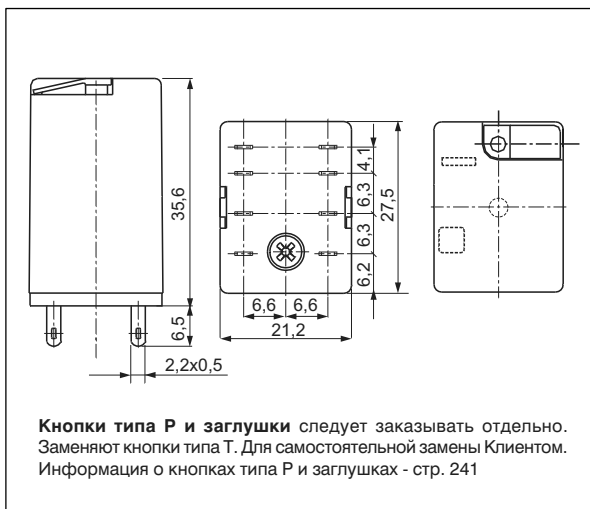 35,6
6,5
2,2x0,5
4,1
6,3
6,3
6,2
27,5
6,6
6,6
21,2
Кнопки типа P и заглушки следует заказывать отдельно.
Заменяют кнопки типа T. Для самостоятельной замены Клиентом.
Информация о кнопках типа P и заглушках - стр. 241